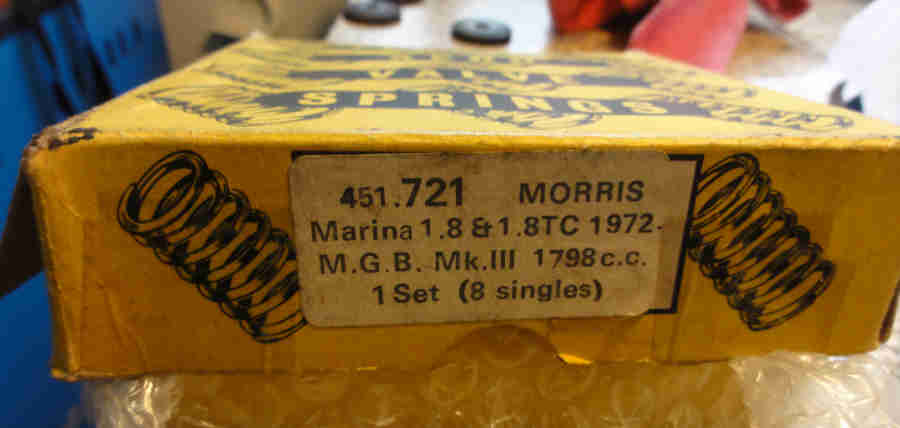 VALVE
SPRINGS
451.721 MORRIS
Marina 1.8 & 1.8TC 1972.
M.G.B. Mk.III 1798 c.c.
1 Set (8 singles)